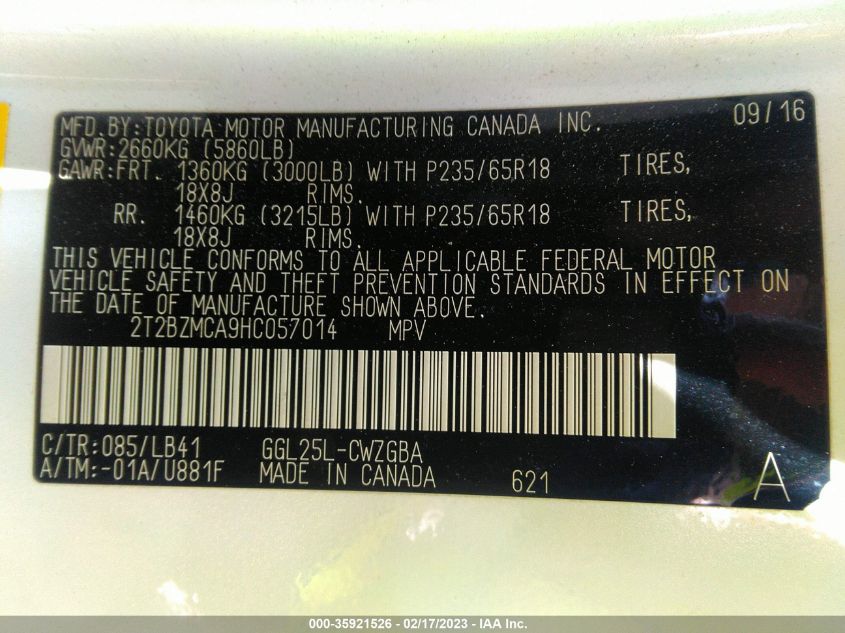 MFD.BY:TOYOTA MOTOR MANUFACTURING CANADA INC. 09/16
GVWR:2660KG (5860LB)
GAWR:FRT. 1360KG (3000LB) WITH P235/65R18 TIRES,
18X8J RIMS.
RR. 1460KG (3215LB) WITH P235/65R18 TIRES,
18X8J RIMS.
THIS VEHICLE CONFORMS TO ALL APPLICABLE FEDERAL MOTOR
VEHICLE SAFETY AND THEFT PREVENTION STANDARDS IN EFFECT ON
THE DATE OF MANUFACTURE SHOWN ABOVE.
2T2BZMCA9HC057014 MPV
C/TR:085/LB41 GGL25L-CWZGBA
A/TM:-01A/U881F MADE IN CANADA 621 A
000-35921526 - 02/17/2023 - IAA Inc.